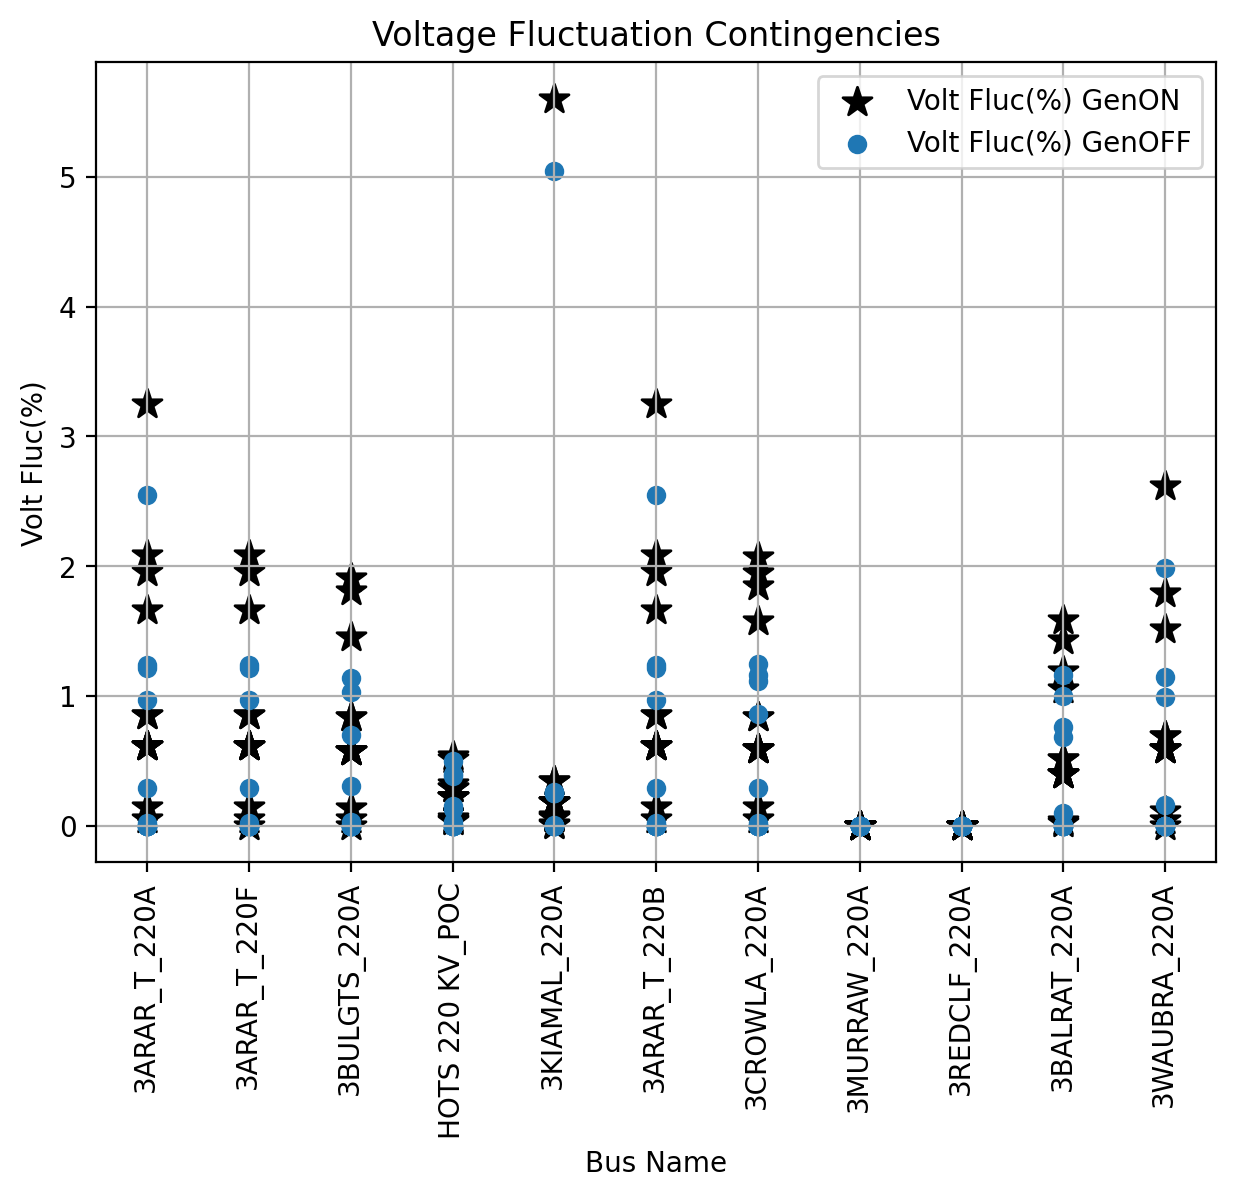 Voltage Fluctuation Contingencies
Volt Fluc(%) GenON
Volt Fluc(%) GenOFF
Volt Fluc(%)
5
4
3
2
1
0
3ARAR_T_220A
3ARAR_T_220F
3BULGTS_220A
HOTS 220 KV_POC
3KIAMAL_220A
3ARAR_T_220B
3CROWLA_220A
3MURRAW_220A
3REDCLF_220A
3BALRAT_220A
3WAUBRA_220A
Bus Name